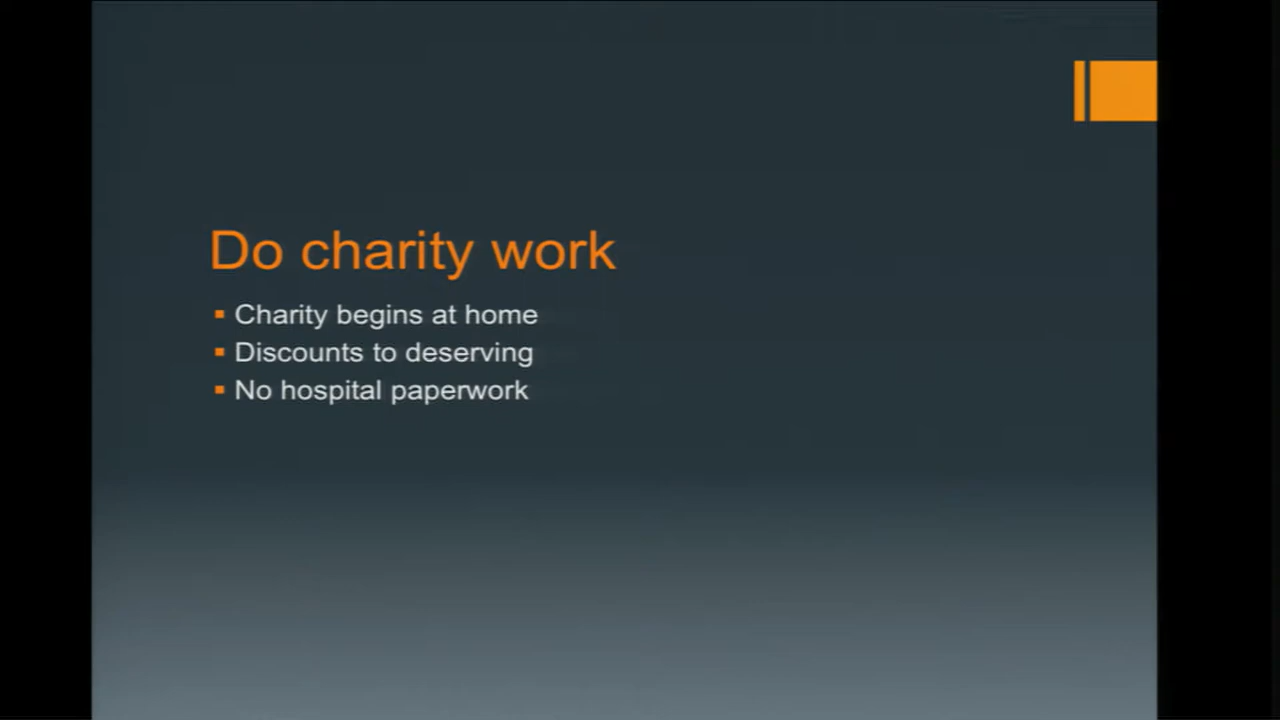 Do charity work
Charity begins at home
Discounts to deserving
No hospital paperwork